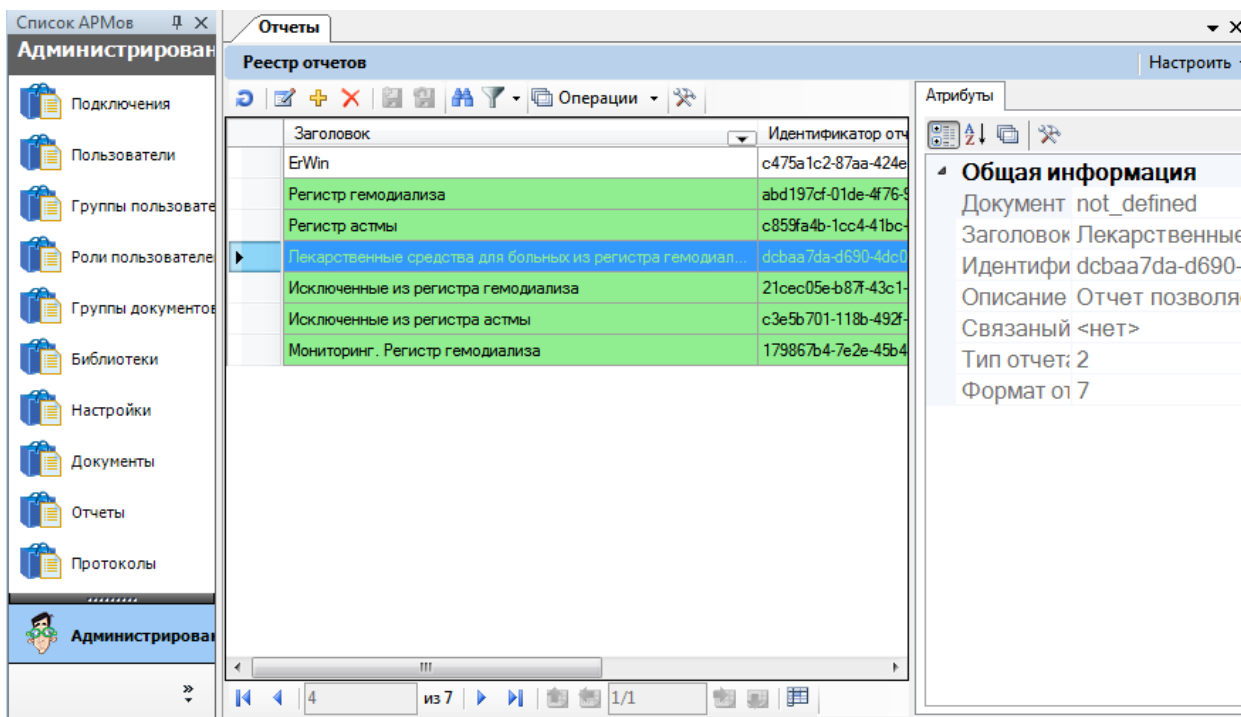 Список АРМов
Администрирован
Подключения
Пользователи
Группы пользовате
Роли пользователе
Группы документов
Библиотеки
Настройки
Документы
Отчеты
Протоколы
Администрирован
Отчеты
Реестр отчетов
Настроить
Операции
Заголовок Идентификатор отч
ErWin c475a1c2-87aa-424e
Регистр гемодиализа abd197cf-01de-4f76-9
Регистр астмы c859fa4b-1cc4-41bc-
Лекарственные средства для больных из регистра гемодиал... dcbaa7da-d690-4dc0
Исключенные из регистра гемодиализа 21cec05e-b87f-43c1-
Исключенные из регистра астмы c3e5b701-118b-492f-
Мониторинг. Регистр гемодиализа 179867b4-7e2e-45b4
4 из 7 1/1
Атрибуты
Общая информация
Документ not_defined
Заголовок Лекарственные
Идентифи dcbaa7da-d690-
Описание Отчет позволя
Связаный <нет>
Тип отчета 2
Формат от 7